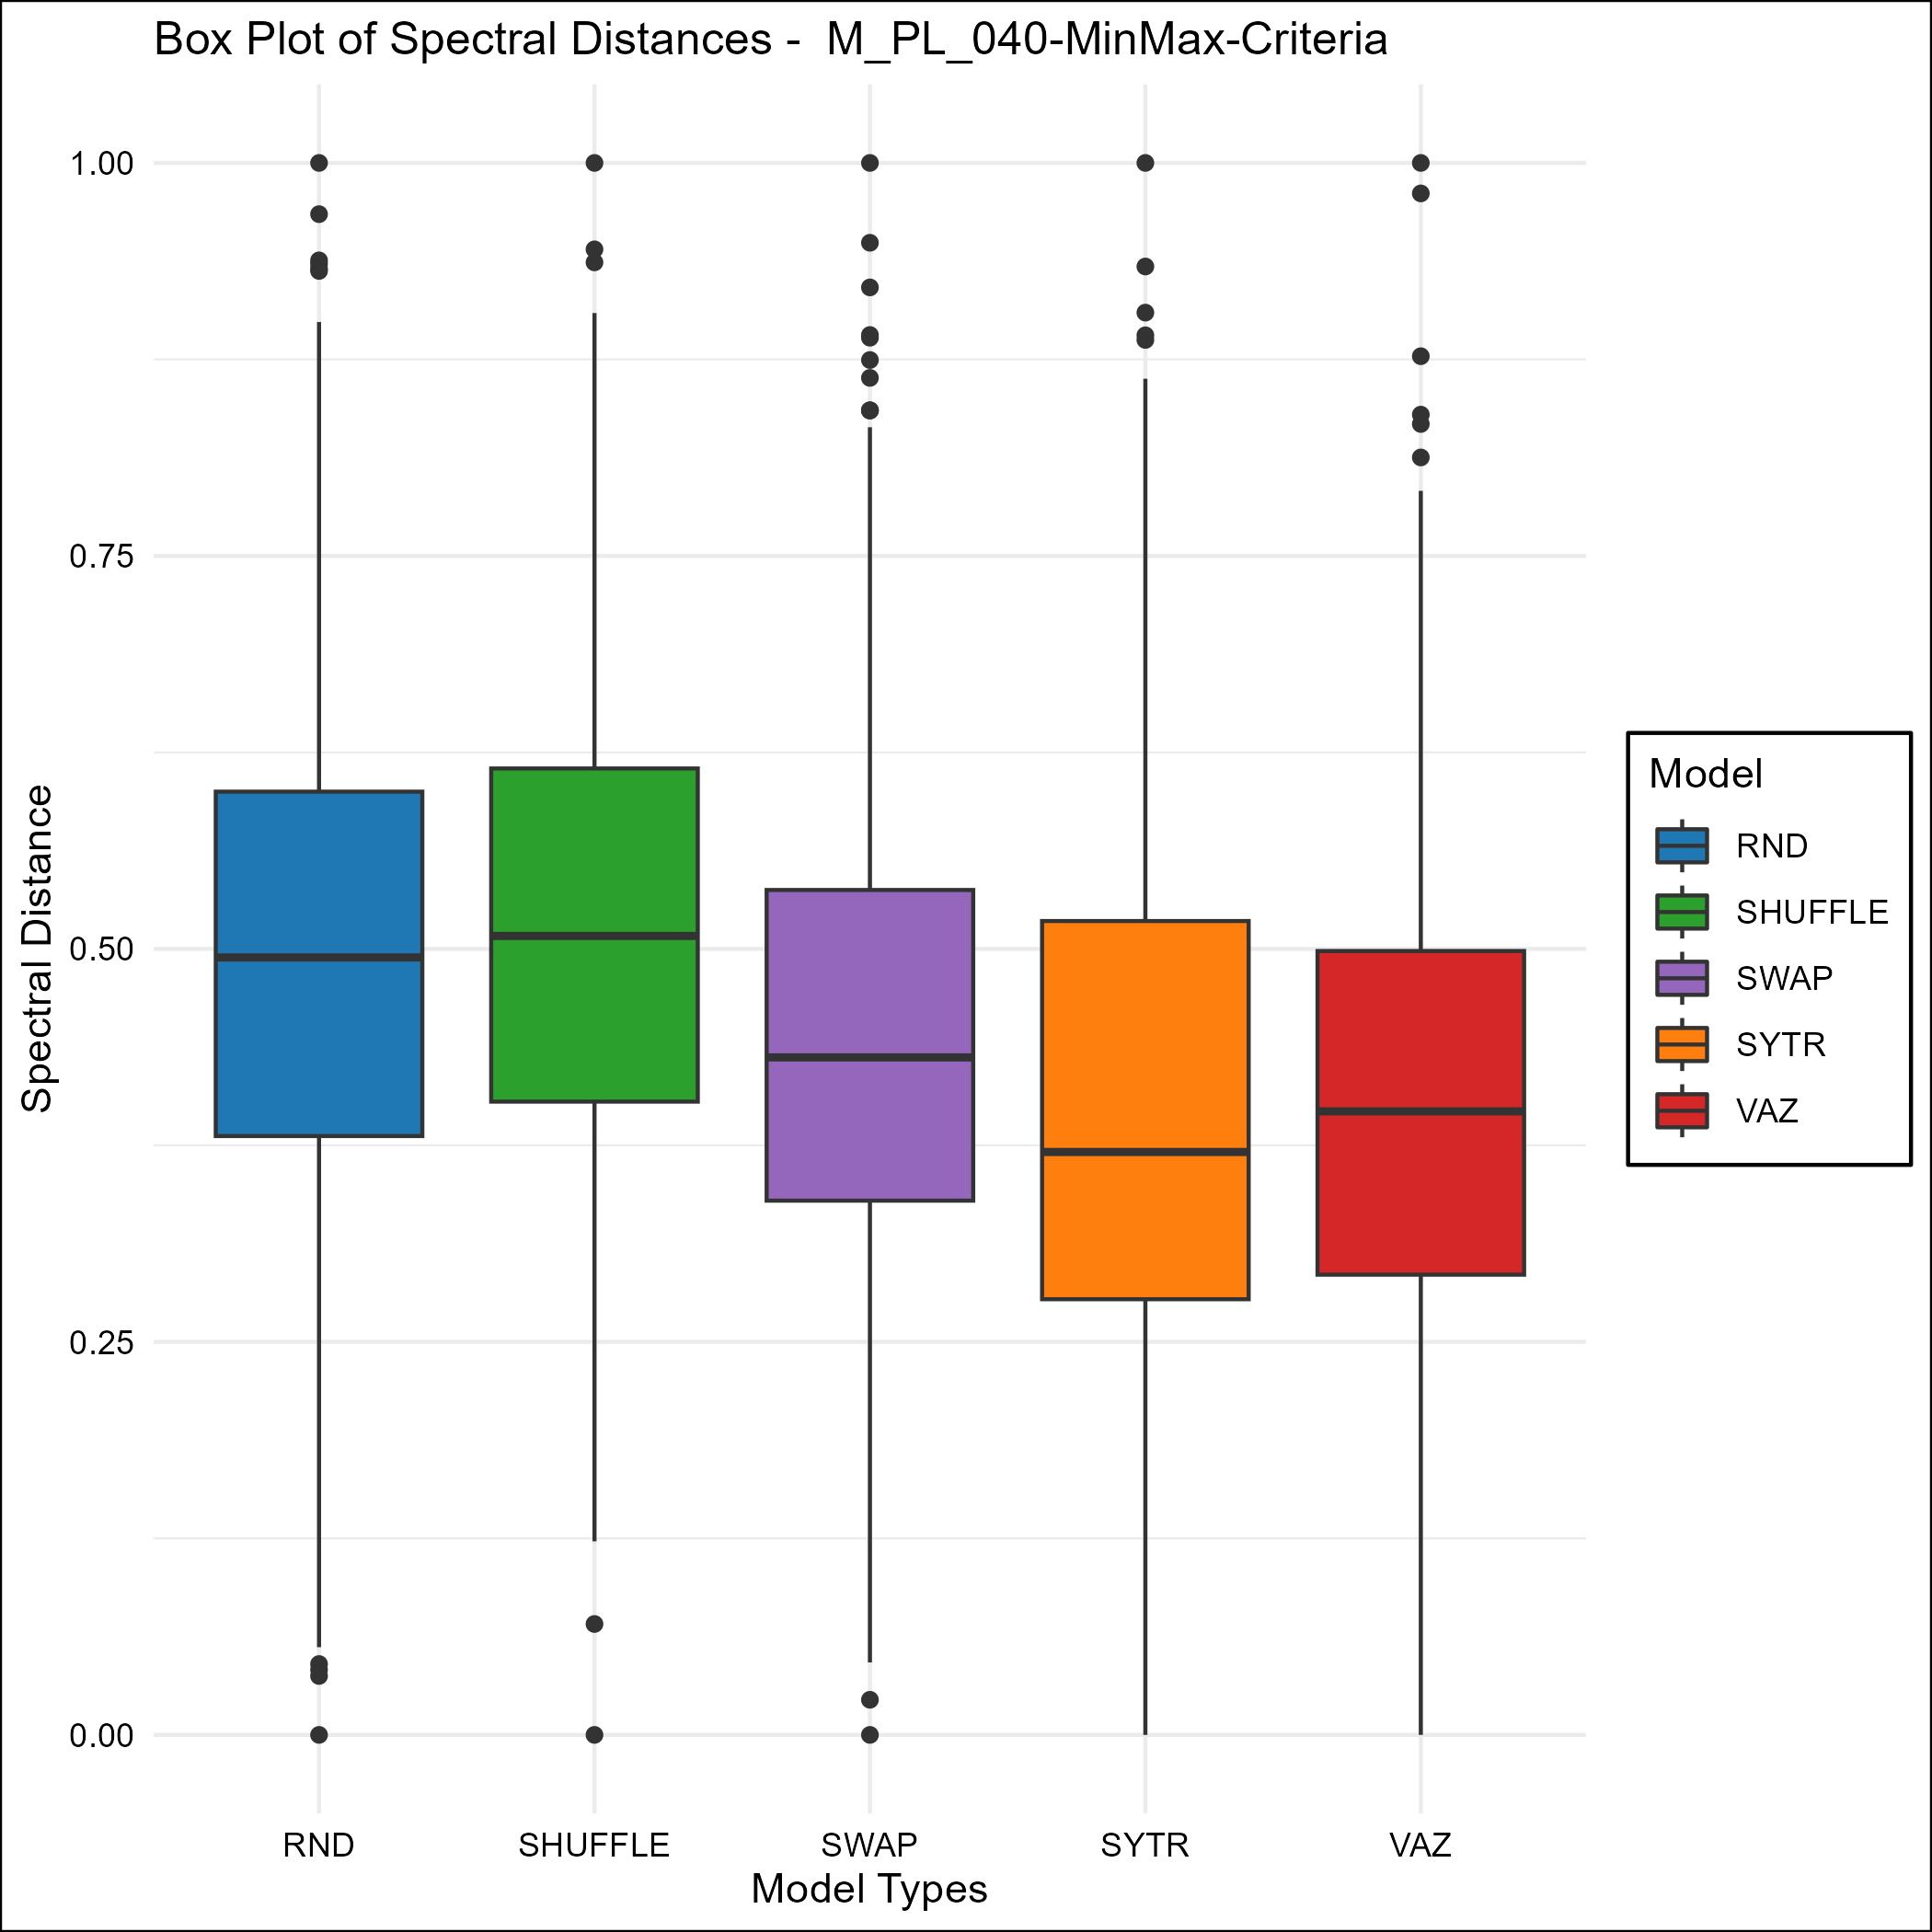 Box Plot of Spectral Distances -  M_PL_040-MinMax-Criteria
1.00
0.75
0.50
0.25
0.00
Spectral Distance
RND
SHUFFLE
SWAP
SYTR
VAZ
Model Types
Model
RND
SHUFFLE
SWAP
SYTR
VAZ